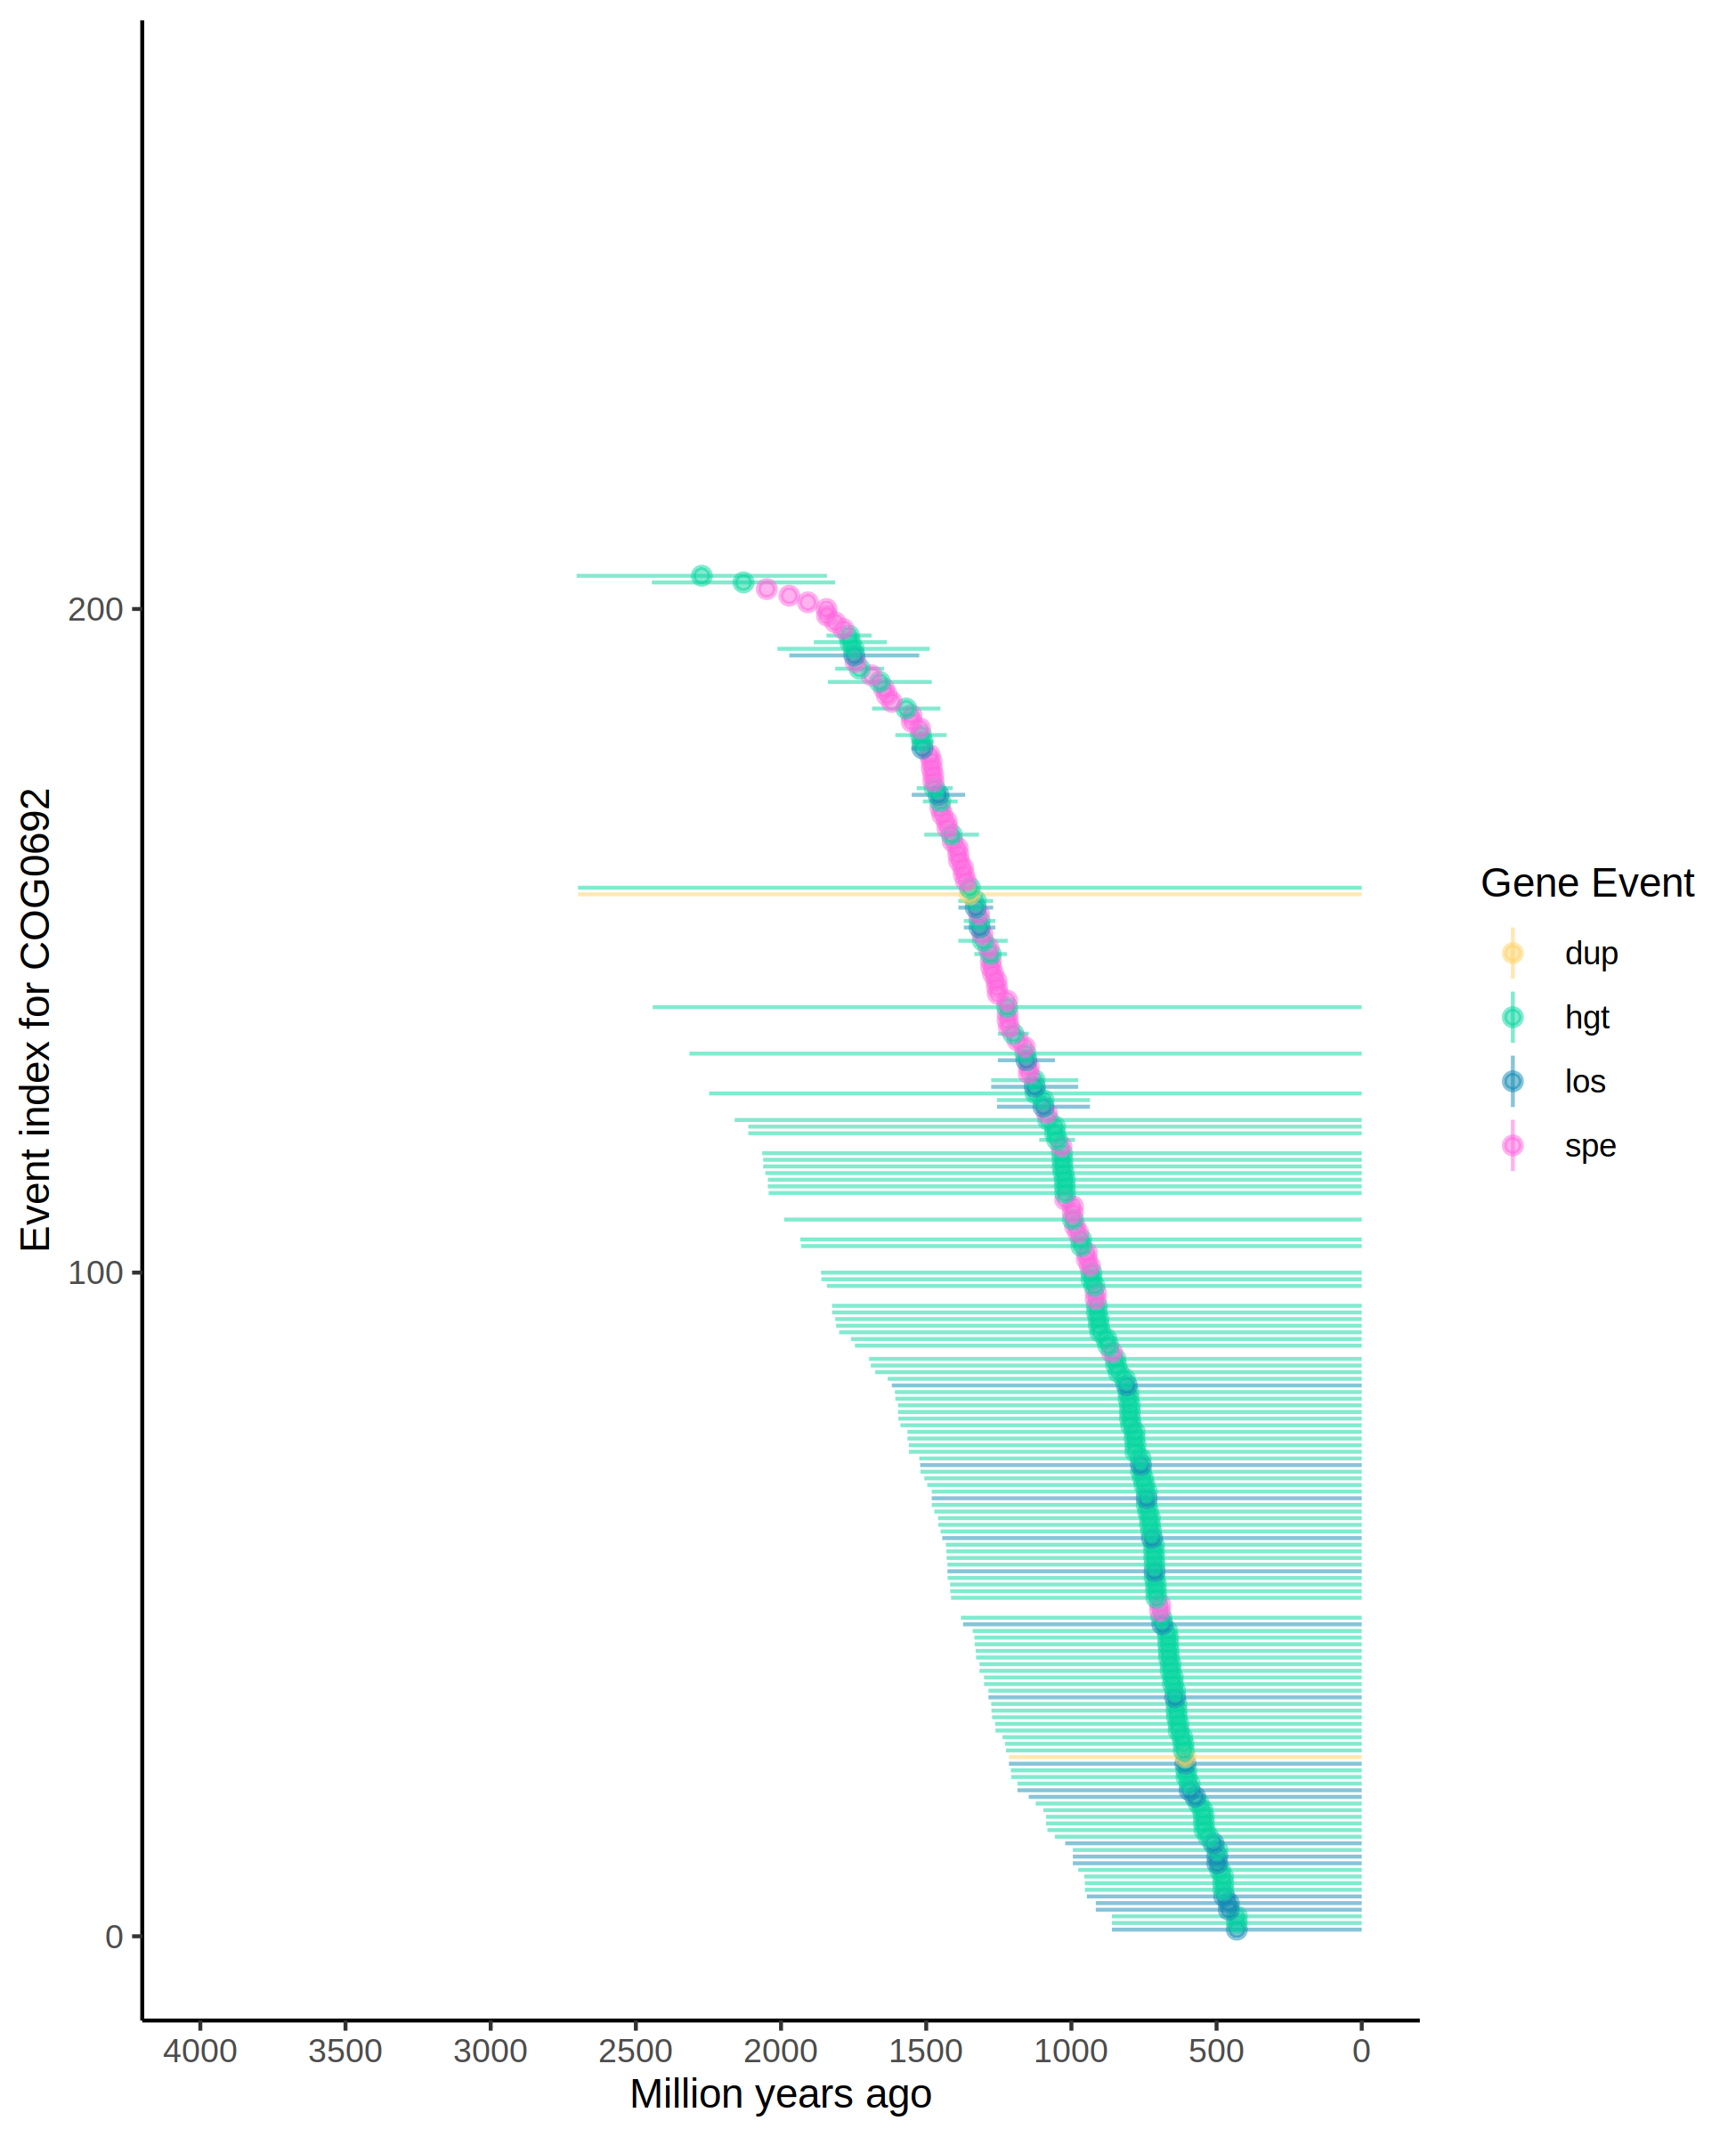 Event index for COG0692
200
100
0
4000 3500 3000 2500 2000 1500 1000 500 0
Million years ago
Gene Event
dup
hgt
los
spe